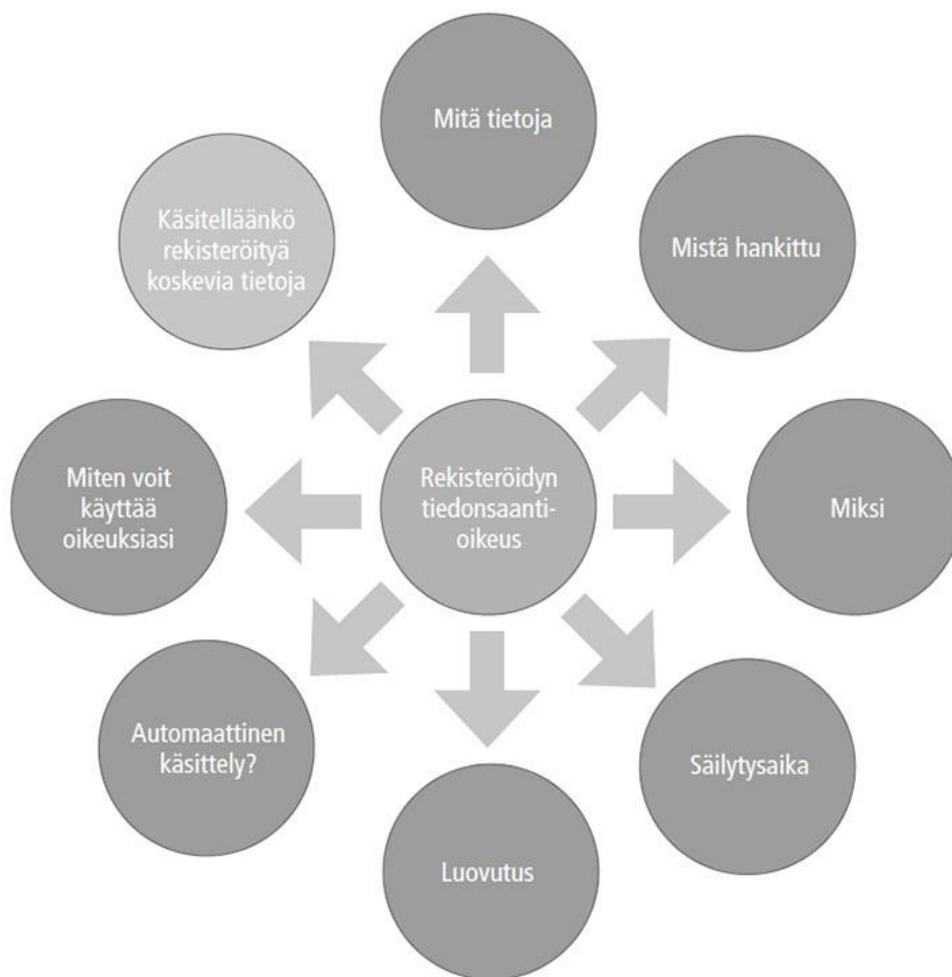 Mitä tietoja
Käsitelläänkö
rekisteröityä
koskevia tietoja
Mistä hankittu
Miten voit
käyttää
oikeuksiasi
Rekisteröidyn
tiedonsaanti-
oikeus
Miksi
Automaattinen
käsittely?
Säilytysaika
Luovutus